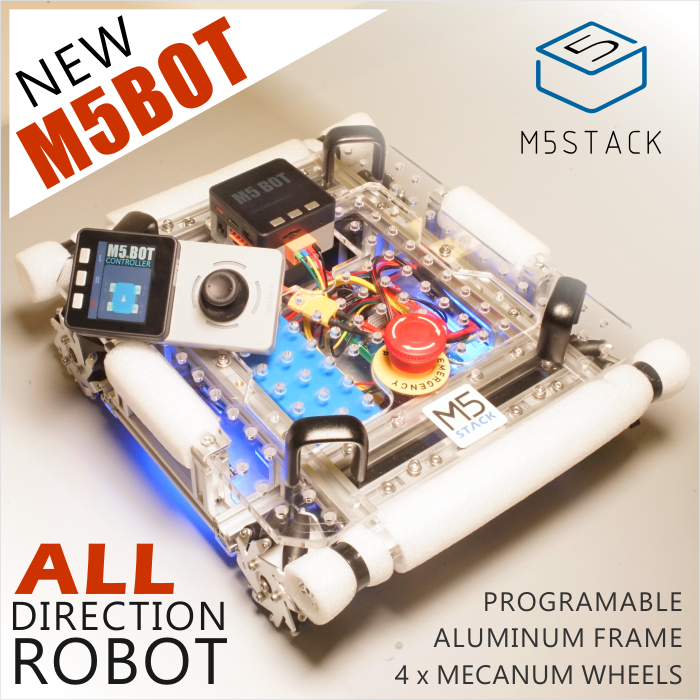 NEW
M5BOT
5
M5STACK
M5 BOT
M5.BOT
CONTROLLER
EMERGENCY
M5
STACK
ALL
DIRECTION
ROBOT
PROGRAMABLE
ALUMINUM FRAME
4 x MECANUM WHEELS